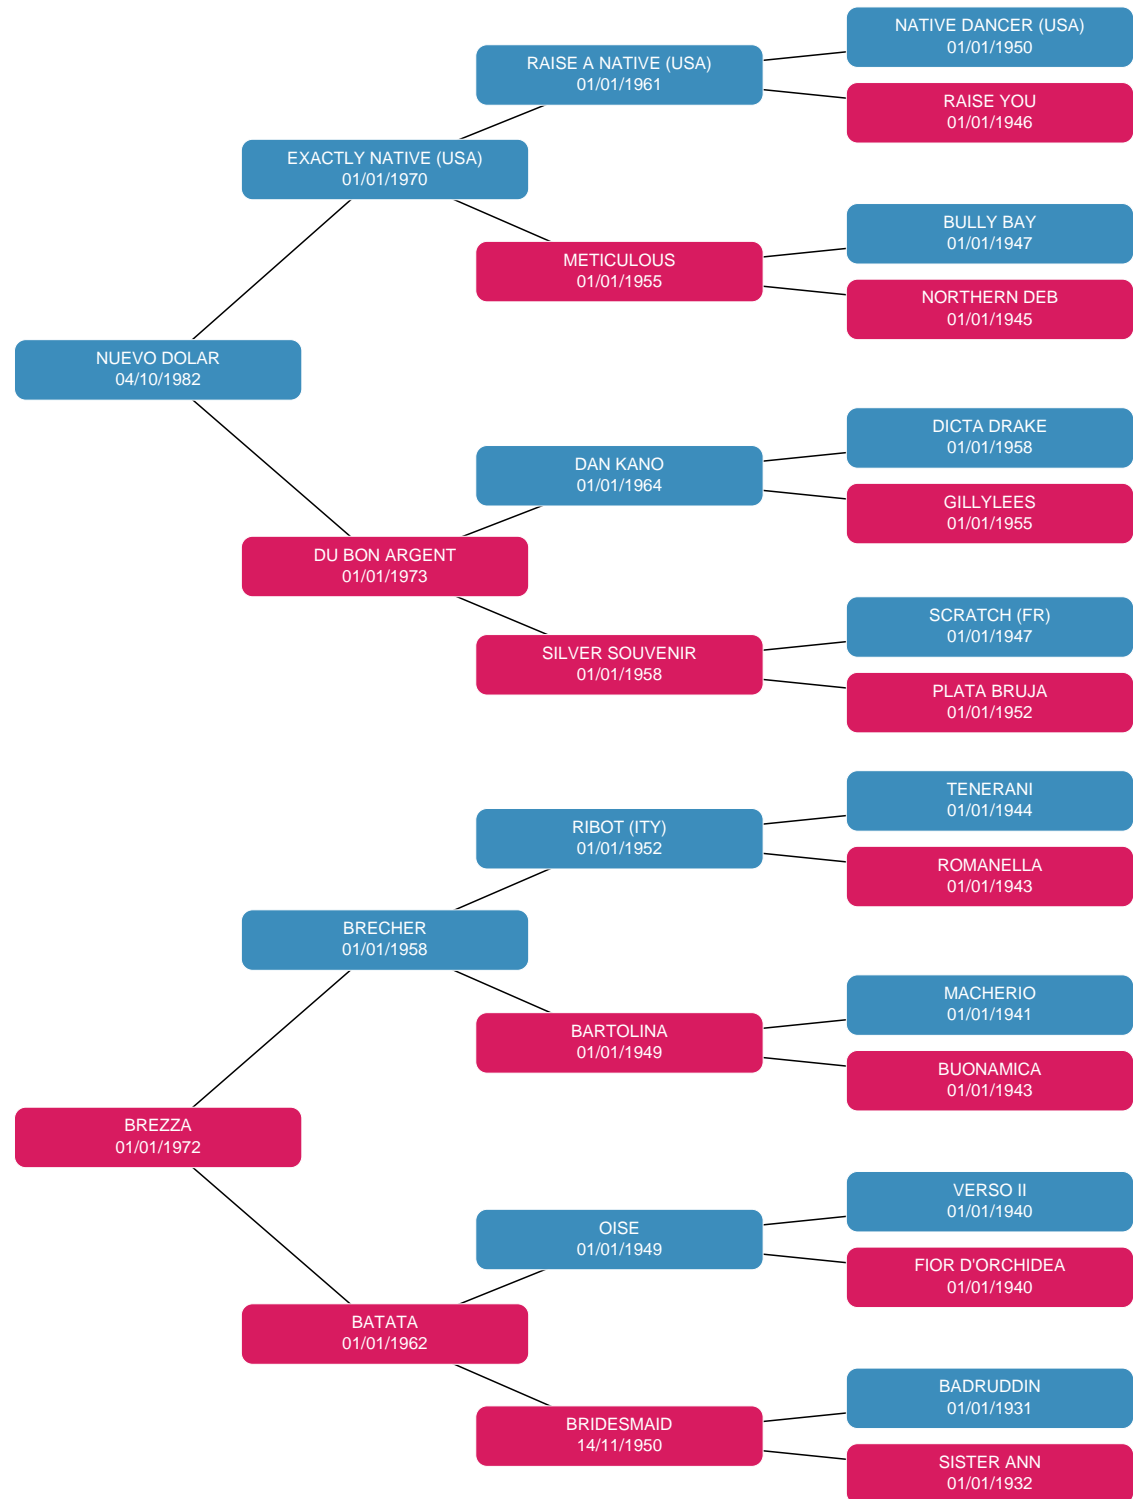 NATIVE DANCER (USA)
01/01/1950
RAISE A NATIVE (USA)
01/01/1961
RAISE YOU
01/01/1946
EXACTLY NATIVE (USA)
01/01/1970
BULLY BAY
01/01/1947
METICULOUS
01/01/1955
NORTHERN DEB
01/01/1945
NUEVO DOLAR
04/10/1982
DICTA DRAKE
01/01/1958
DAN KANO
01/01/1964
GILLYLEES
01/01/1955
DU BON ARGENT
01/01/1973
SCRATCH (FR)
01/01/1947
SILVER SOUVENIR
01/01/1958
PLATA BRUJA
01/01/1952
TENERANI
01/01/1944
RIBOT (ITY)
01/01/1952
ROMANELLA
01/01/1943
BRECHER
01/01/1958
MACHERIO
01/01/1941
BARTOLINA
01/01/1949
BUONAMICA
01/01/1943
BREZZA
01/01/1972
VERSO II
01/01/1940
OISE
01/01/1949
FIOR D'ORCHIDEA
01/01/1940
BATATA
01/01/1962
BADRUDDIN
01/01/1931
BRIDESMAID
14/11/1950
SISTER ANN
01/01/1932